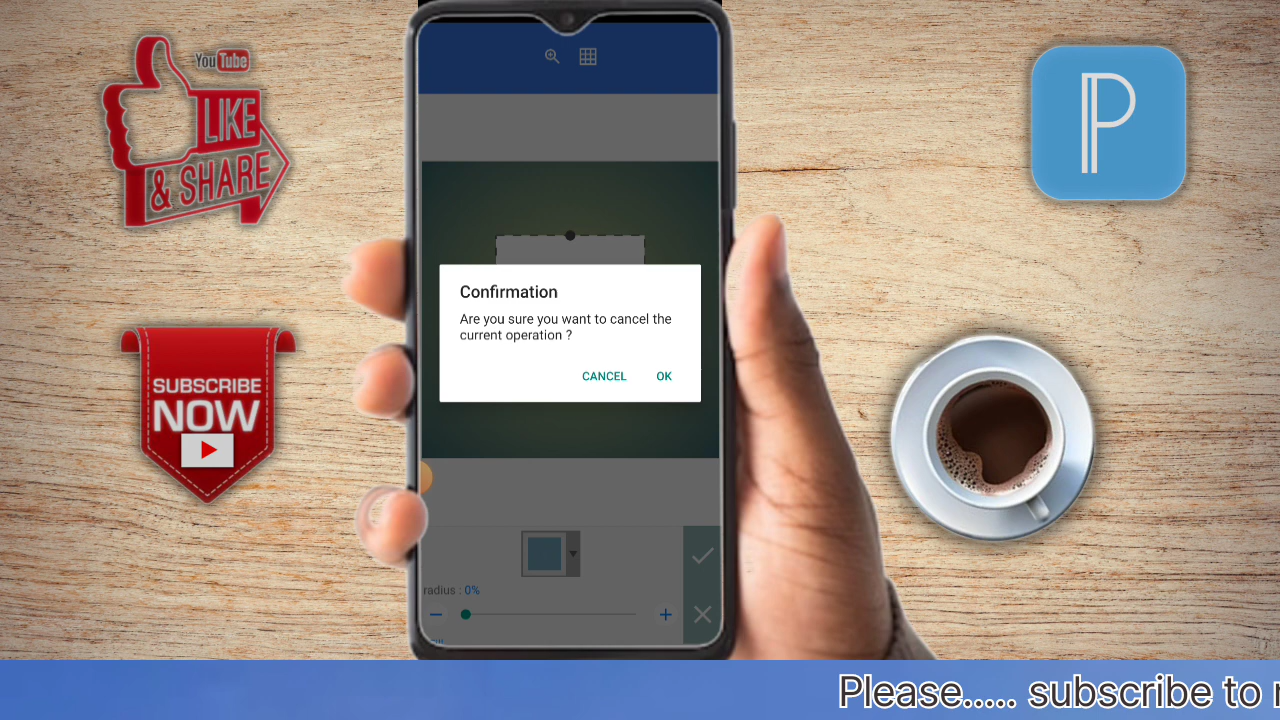 YouTube
LIKE
& SHARE
P
Confirmation
Are you sure you want to cancel the
current operation ?
CANCEL OK
SUBSCRIBE
NOW
radius : 0%
Please..... subscribe to